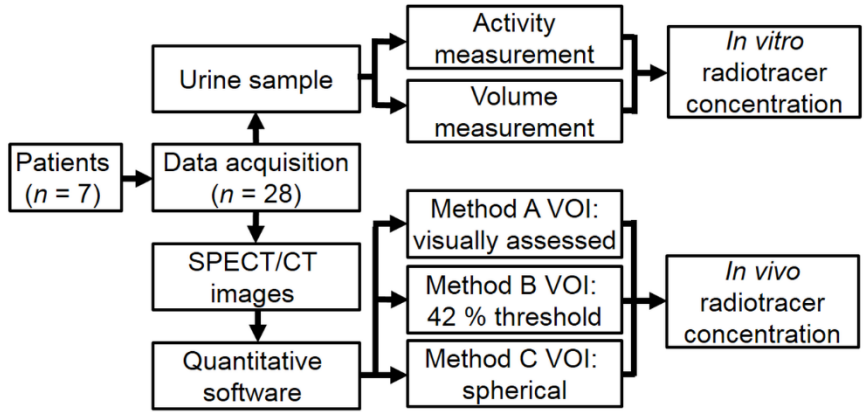 Patients
(n = 7)
Data acquisition
(n = 28)
Urine sample
Activity
measurement
Volume
measurement
In vitro
radiotracer
concentration
SPECT/CT
images
Quantitative
software
Method A VOI:
visually assessed
Method B VOI:
42 % threshold
Method C VOI:
spherical
In vivo
radiotracer
concentration